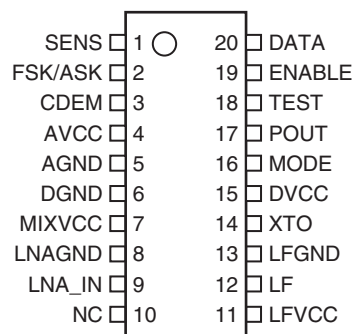 SENS 1 20 DATA
FSK/ASK 2 19 ENABLE
CDEM 3 18 TEST
AVCC 4 17 POUT
AGND 5 16 MODE
DGND 6 15 DVCC
MIXVCC 7 14 XTO
LNAGND 8 13 LFGND
LNA_IN 9 12 LF
NC 10 11 LFVCC